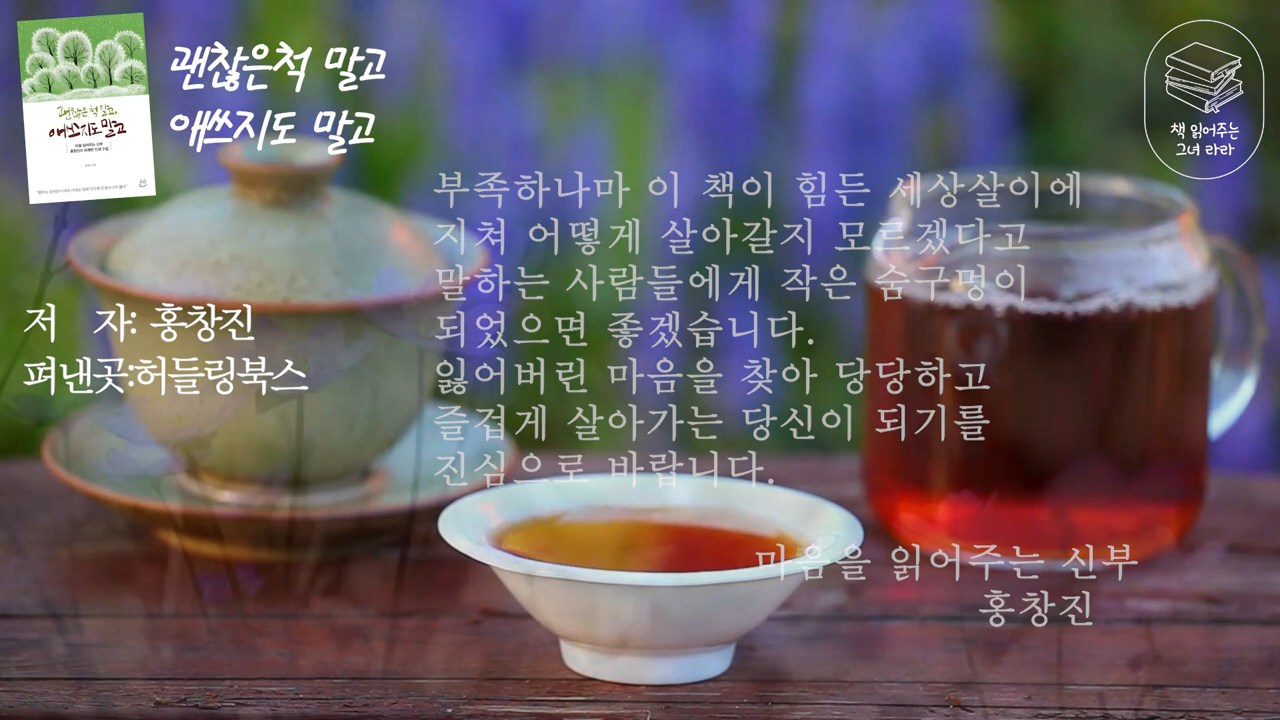 괜찮은척 말고
애쓰지도 말고
괜찮은 척 말고,
애쓰지도 말고
책 읽어주는
그녀 라라
저 자: 홍창진
펴낸곳:허들링북스
부족하나마 이 책이 힘든 세상살이에
지쳐 어떻게 살아갈지 모르겠다고
말하는 사람들에게 작은 숨구멍이
되었으면 좋겠습니다.
잃어버린 마음을 찾아 당당하고
즐겁게 살아가는 당신이 되기를
진심으로 바랍니다.
마음을 읽어주는 신부
홍창진